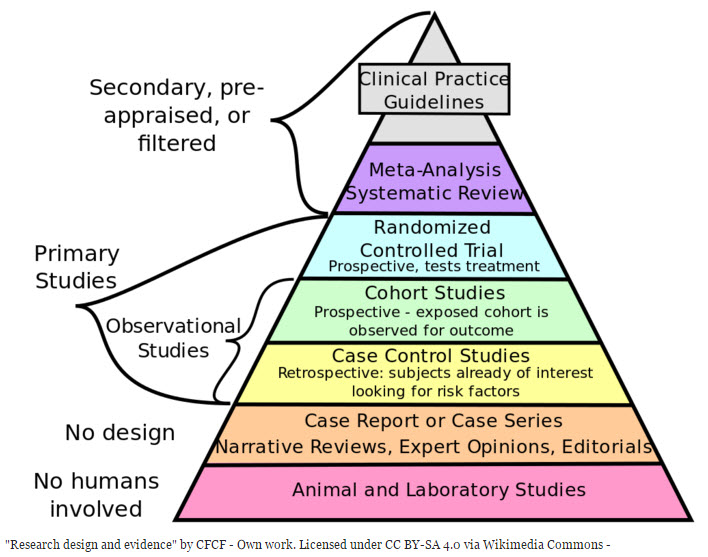 Secondary, pre-
appraised, or
filtered
Clinical Practice
Guidelines
Meta-Analysis
Systematic Review
Primary
Studies
Randomized
Controlled Trial
Prospective, tests treatment
Observational
Studies
Cohort Studies
Prospective - exposed cohort is
observed for outcome
Case Control Studies
Retrospective: subjects already of interest
looking for risk factors
No design
Case Report or Case Series
Narrative Reviews, Expert Opinions, Editorials
No humans
involved
Animal and Laboratory Studies
"Research design and evidence" by CFCF - Own work. Licensed under CC BY-SA 4.0 via Wikimedia Commons -